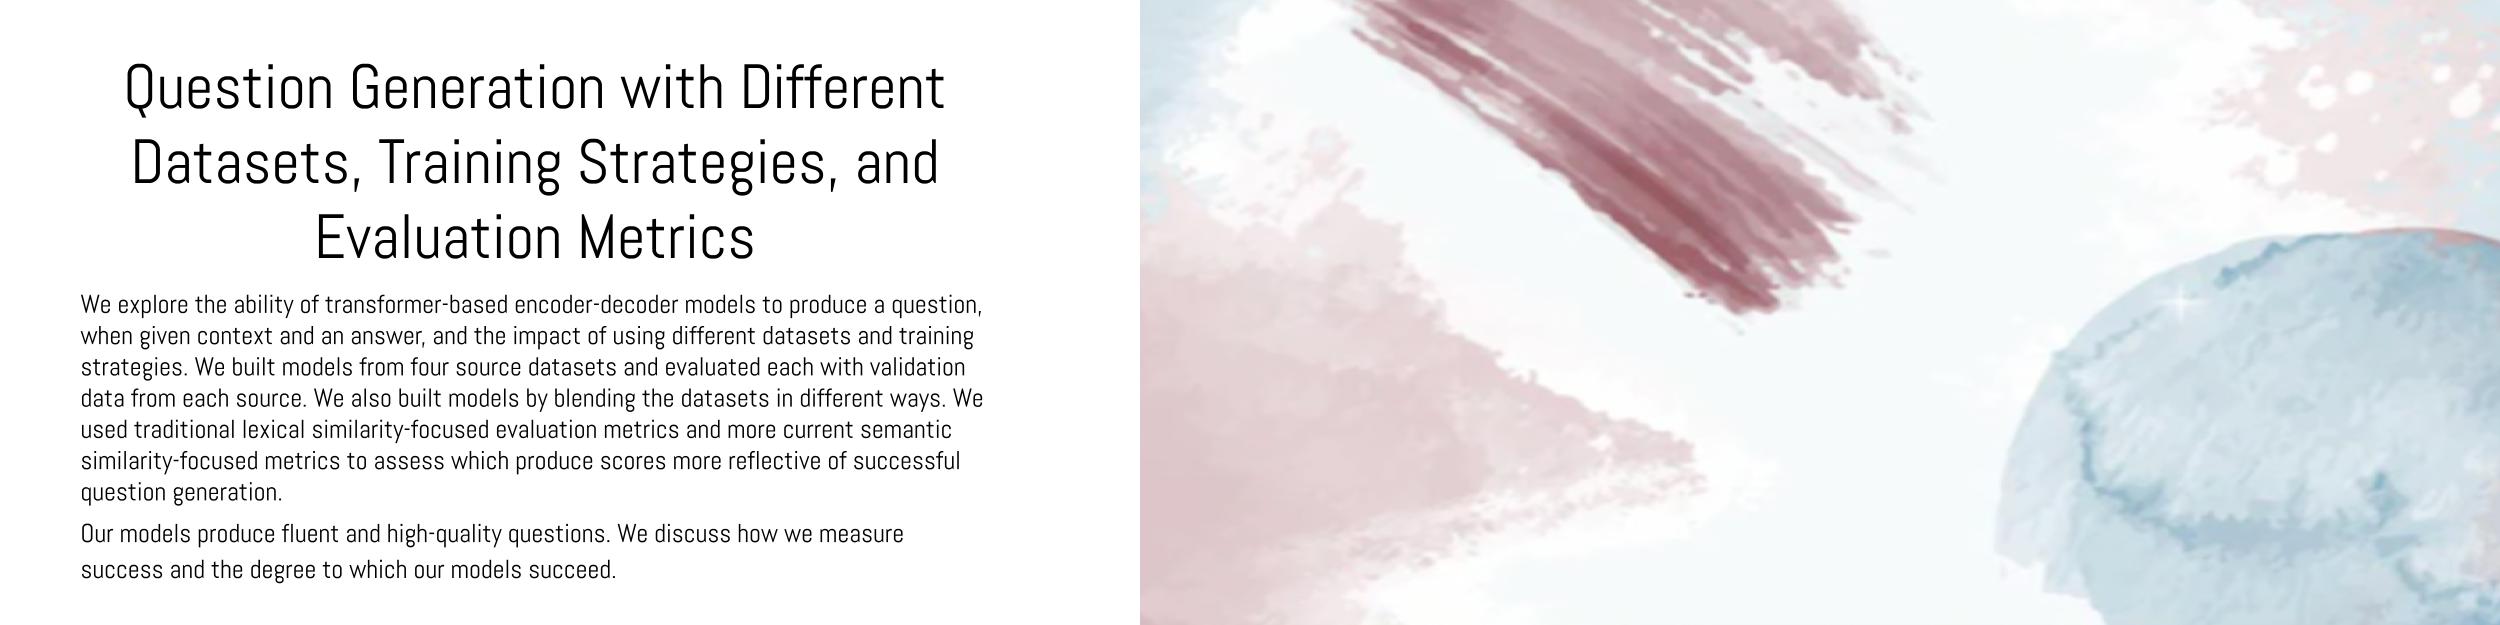 Question Generation with Different
Datasets, Training Strategies, and
Evaluation Metrics
We explore the ability of transformer-based encoder-decoder models to produce a question,
when given context and an answer, and the impact of using different datasets and training
strategies. We built models from four source datasets and evaluated each with validation
data from each source. We also built models by blending the datasets in different ways. We
used traditional lexical similarity-focused evaluation metrics and more current semantic
similarity-focused metrics to assess which produce scores more reflective of successful
question generation.
Our models produce fluent and high-quality questions. We discuss how we measure
success and the degree to which our models succeed.